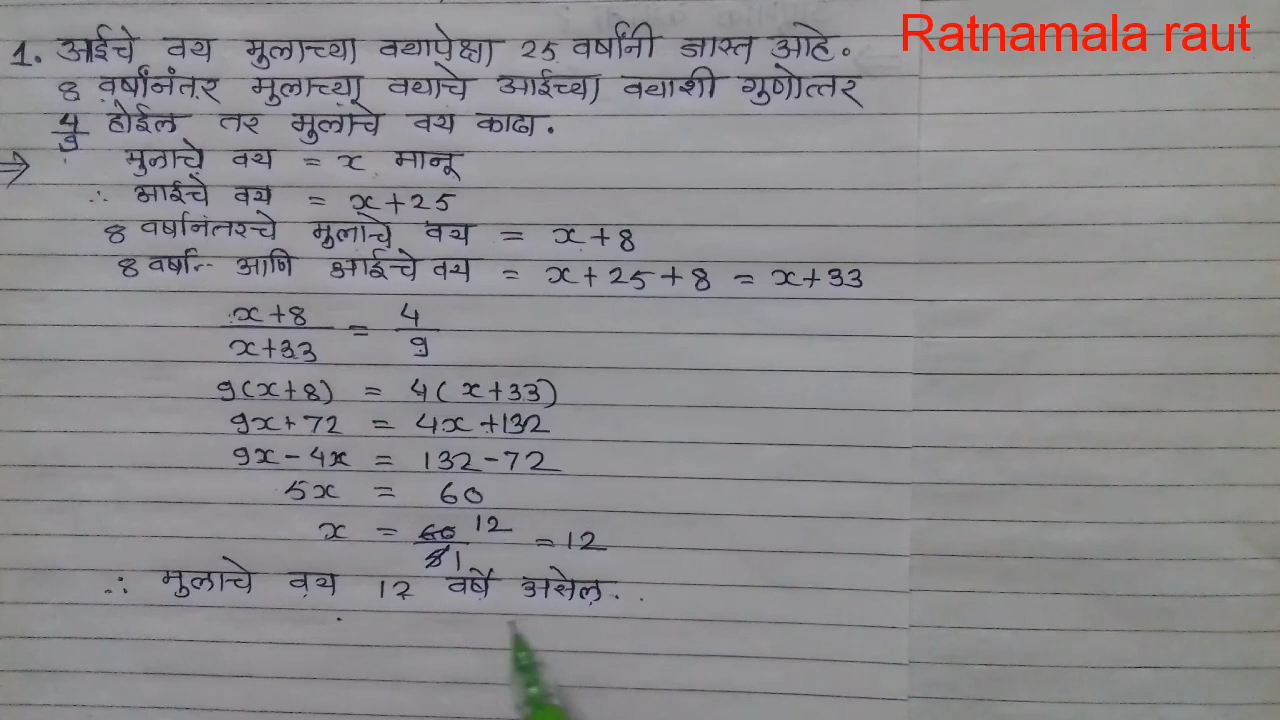 Ratnamala raut
1. आईचे वय मुलाच्या वयापेक्षा 25 वर्षांनी जास्त आहे.
8 वर्षांनंतर मुलाच्या वयाचे आईच्या वयाशी गुणोत्तर
4/9 होईल तर मुलाचे वय काढा.
⇒ मुलाचे वय = x मानू
∴ आईचे वय = x+25
8 वर्षानंतरचे मुलाचे वय = x+8
8 वर्षान-- आणि आईचे वय = x+25+8 = x+33
x+8/x+33 = 4/9
9(x+8) = 4(x+33)
9x+72 = 4x+132
9x-4x = 132-72
5x = 60
x = 60 12/5 1 = 12
∴ मुलाचे वय 12 वर्षे असेल.